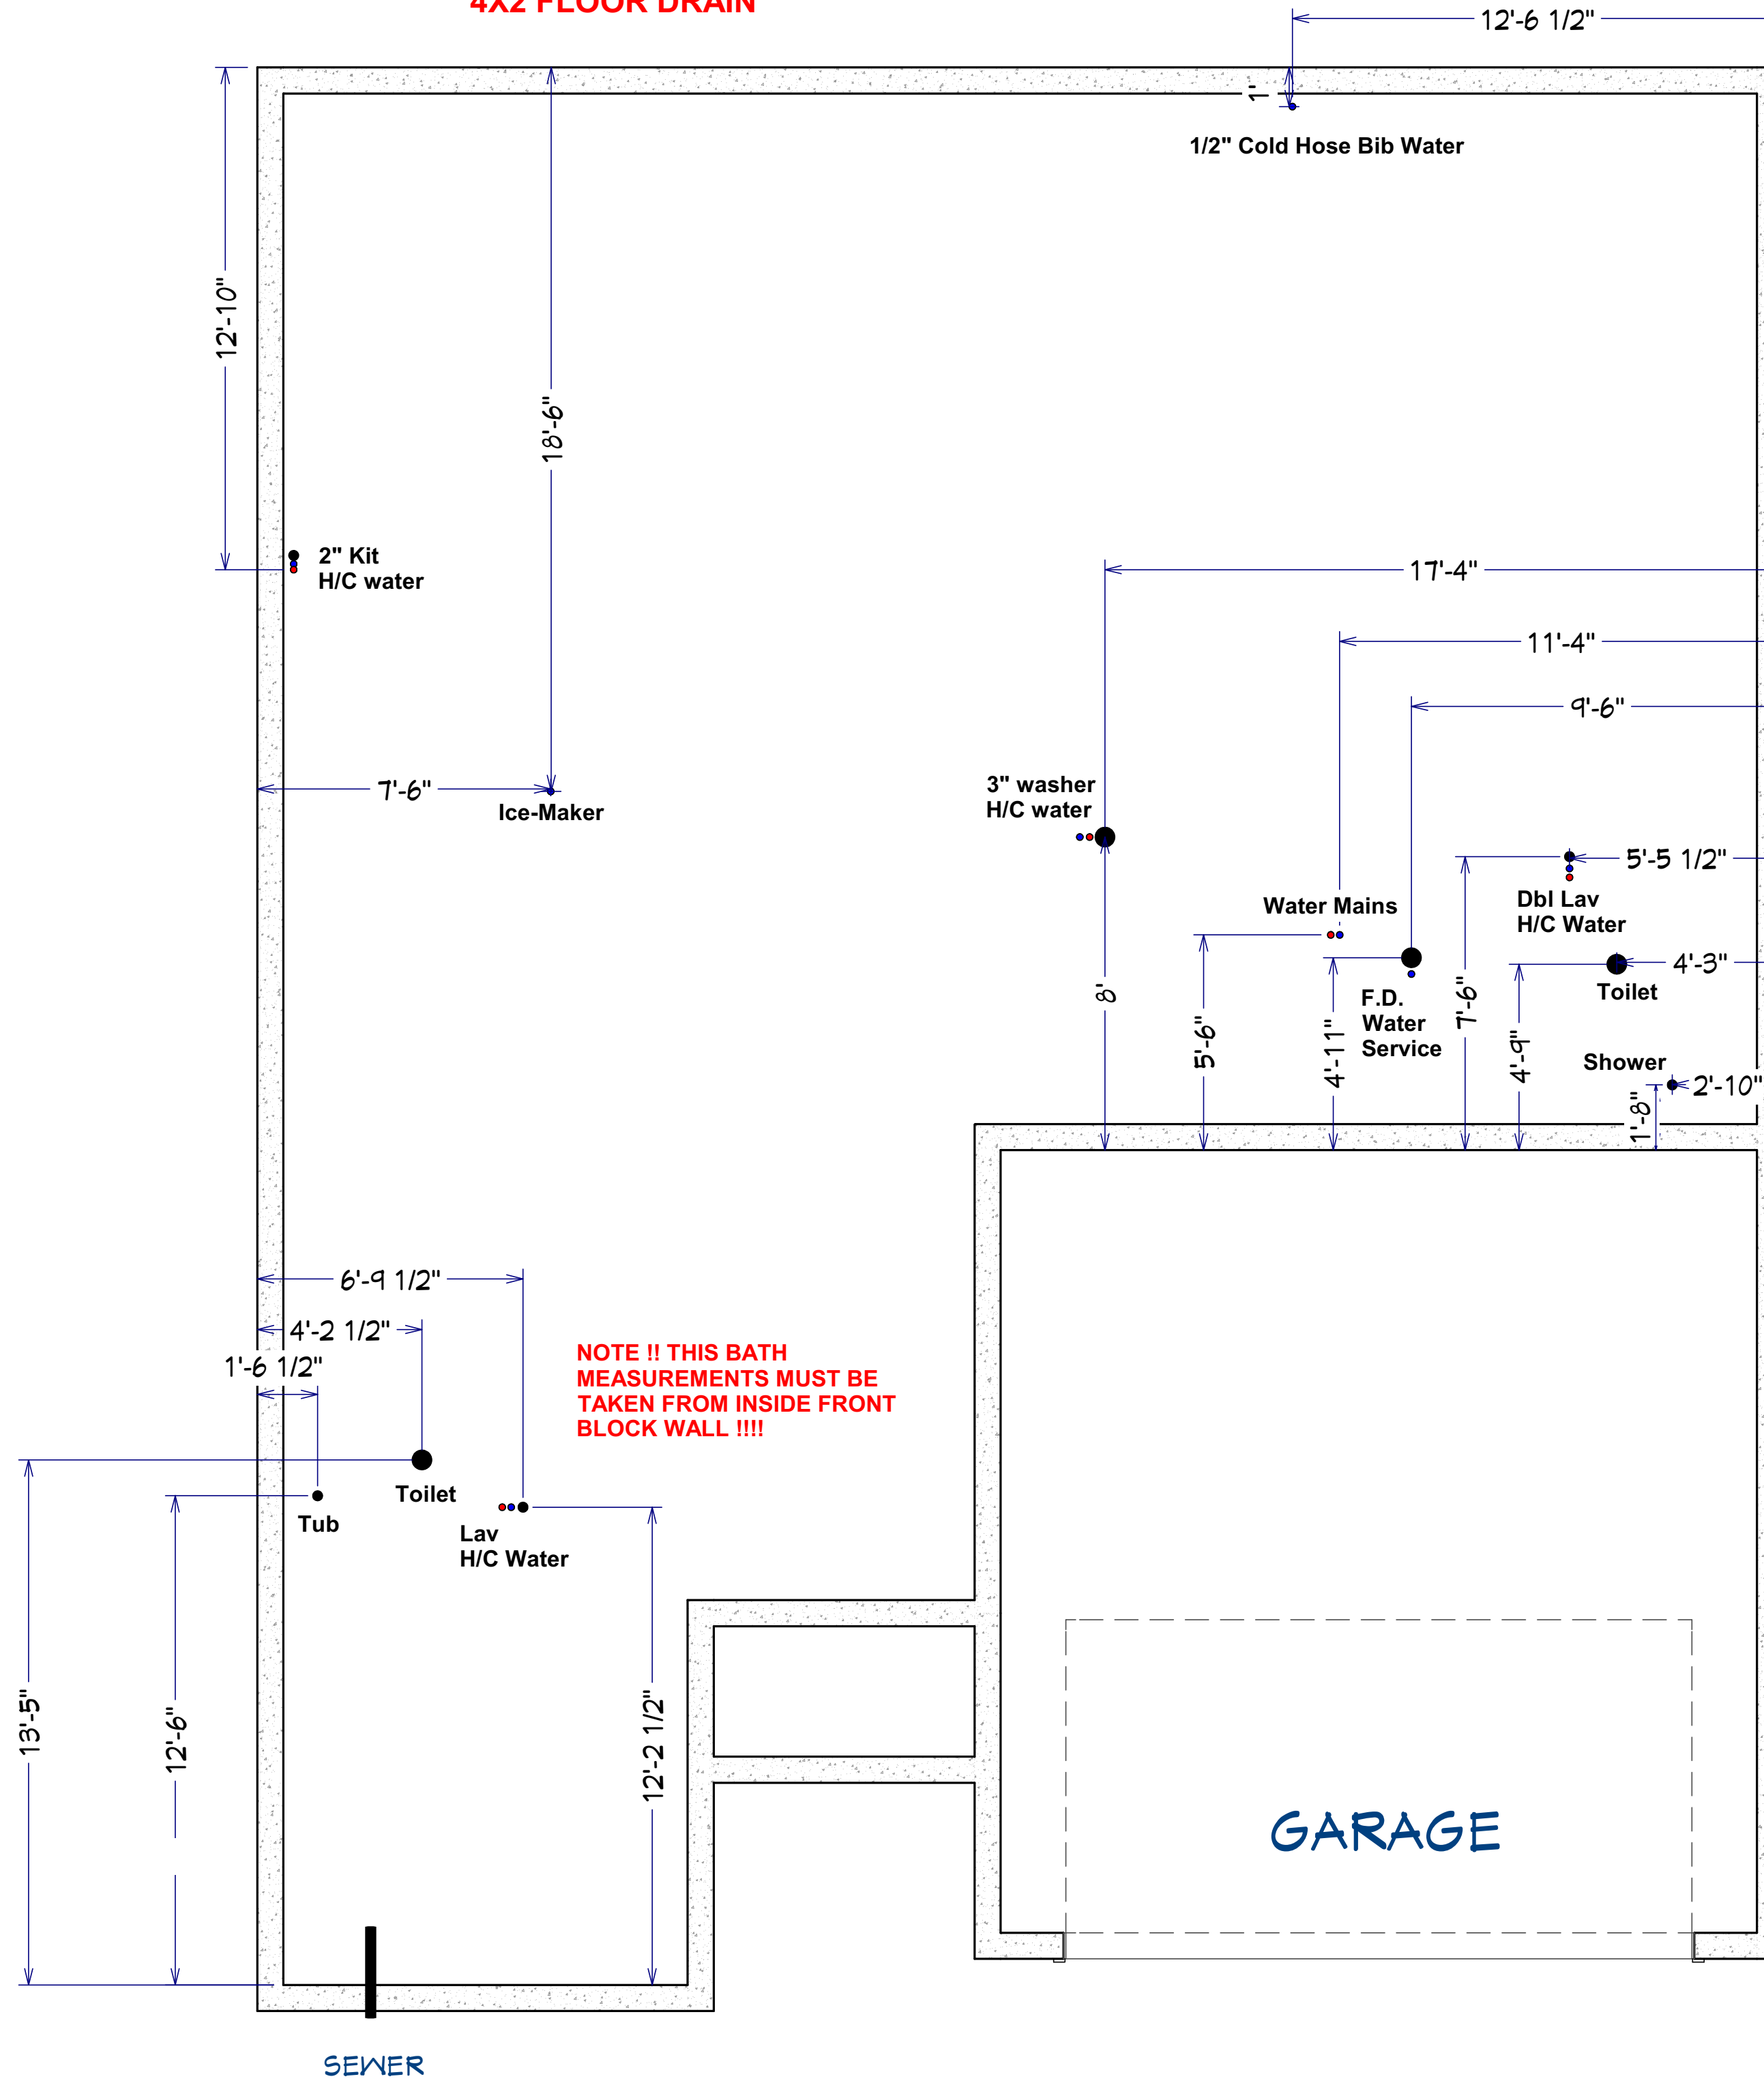 4X2 FLOOR DRAIN
12'-6 1/2"
1'
1/2" Cold Hose Bib Water
12'-10"
18'-6"
2" Kit
H/C water
17'-4"
11'-4"
9'-6"
7'-6"
Ice-Maker
3" washer
H/C water
5'-5 1/2"
Dbl Lav
H/C Water
Water Mains
4'-3"
Toilet
F.D.
Water
Service
8'
5'-6"
4'-11"
7'-6"
4'-9"
Shower
2'-10"
1'-8"
6'-9 1/2"
4'-2 1/2"
1'-6 1/2"
NOTE !! THIS BATH
MEASUREMENTS MUST BE
TAKEN FROM INSIDE FRONT
BLOCK WALL !!!!
Toilet
Tub
Lav
H/C Water
13'-5"
12'-6"
12'-2 1/2"
GARAGE
SEWER